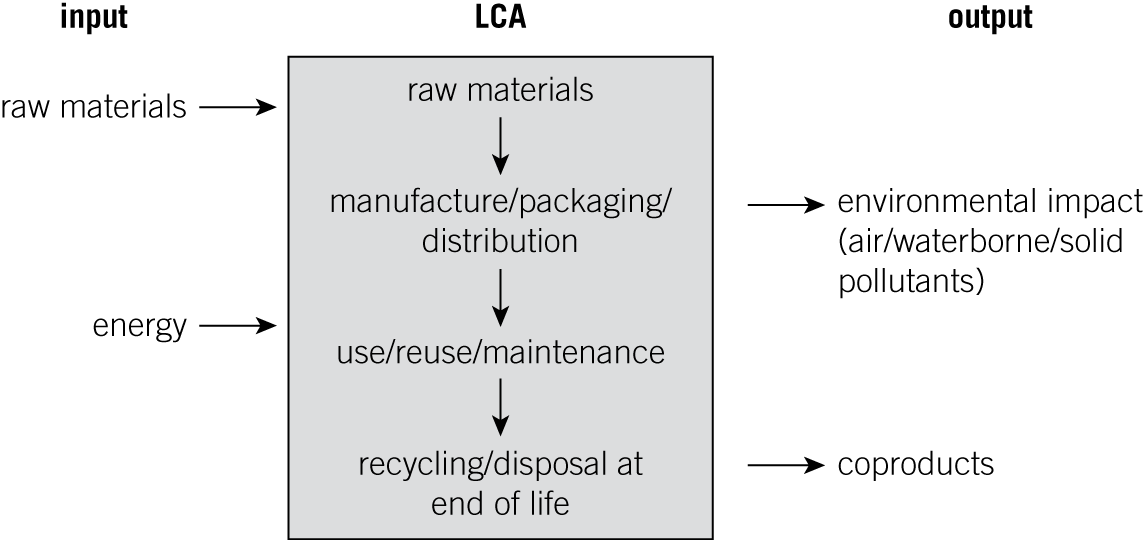 input
LCA
output
raw materials
raw materials
manufacture/packaging/
distribution
environmental impact
(air/waterborne/solid
pollutants)
energy
use/reuse/maintenance
recycling/disposal at
end of life
coproducts